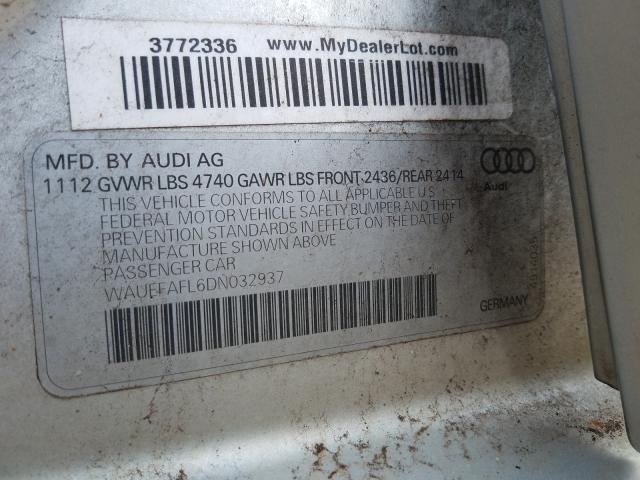 3772336 www.MyDealerLot.com
MFD. BY AUDI AG
1112 GVWR LBS 4740 GAWR LBS FRONT 2436/REAR 2414
THIS VEHICLE CONFORMS TO ALL APPLICABLE U.S.
FEDERAL MOTOR VEHICLE SAFETY BUMPER AND THEFT
PREVENTION STANDARDS IN EFFECT ON THE DATE OF
MANUFACTURE SHOWN ABOVE
PASSENGER CAR
WAUEFAFL6DN032937
Audi
GERMANY